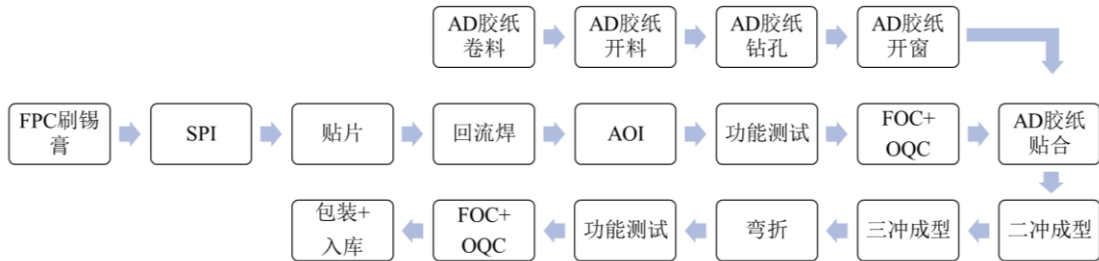 AD胶纸
卷料
AD胶纸
开料
AD胶纸
钻孔
AD胶纸
开窗
FPC刷锡
膏
SPI
贴片
回流焊
AOI
功能测试
FOC+
OQC
AD胶纸
贴合
二冲成型
三冲成型
弯折
功能测试
FOC+
OQC
包装+
入库